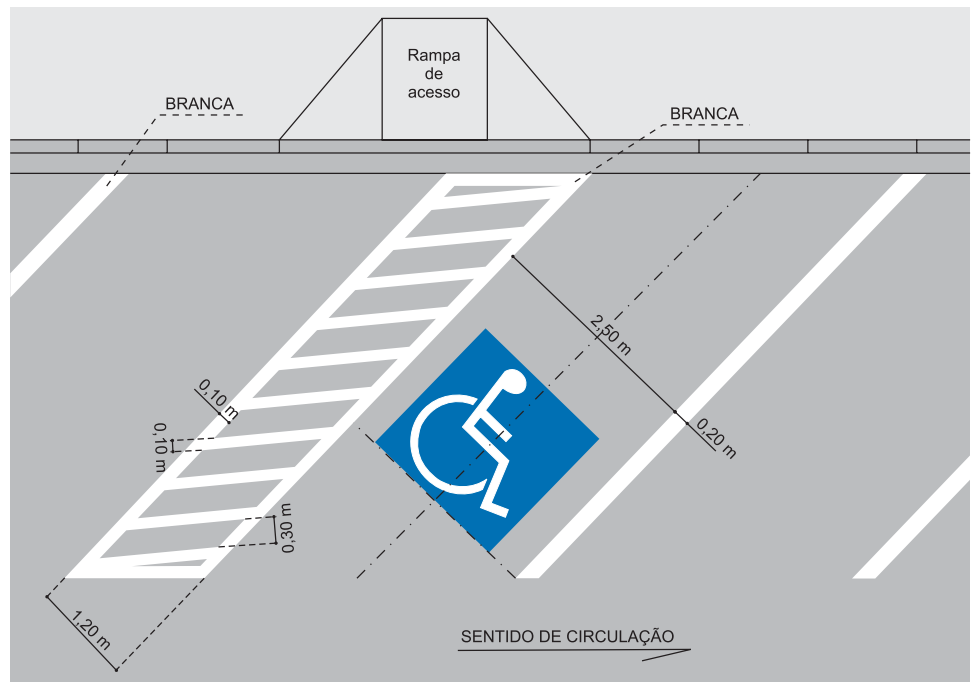 Rampa
de
acesso
BRANCA
BRANCA
2,50 m
0,10 m
0,20 m
0,10 m
0,30 m
1,20 m
SENTIDO DE CIRCULAÇÃO